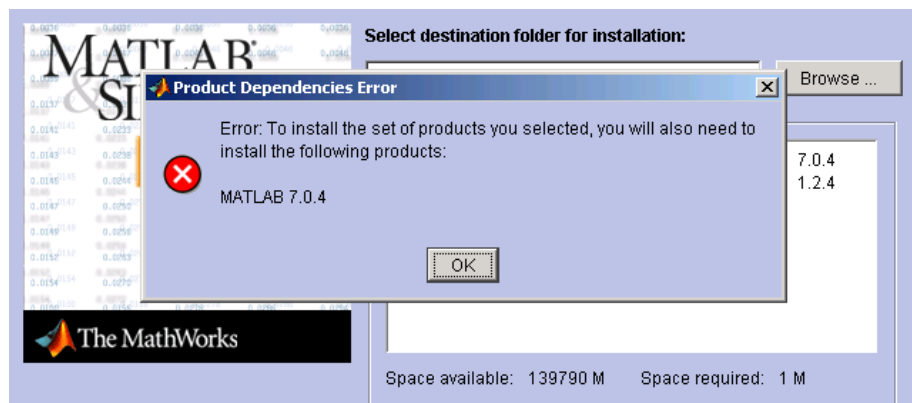 MATLAB
&
SI
Select destination folder for installation:
Browse ...
Product Dependencies Error
Error: To install the set of products you selected, you will also need to
install the following products:
MATLAB 7.0.4
OK
7.0.4
1.2.4
The MathWorks
Space available: 139790 M Space required: 1 M